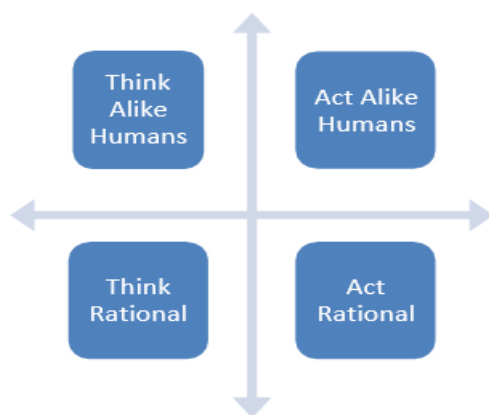 Think
Alike
Humans
Act Alike
Humans
Think
Rational
Act
Rational